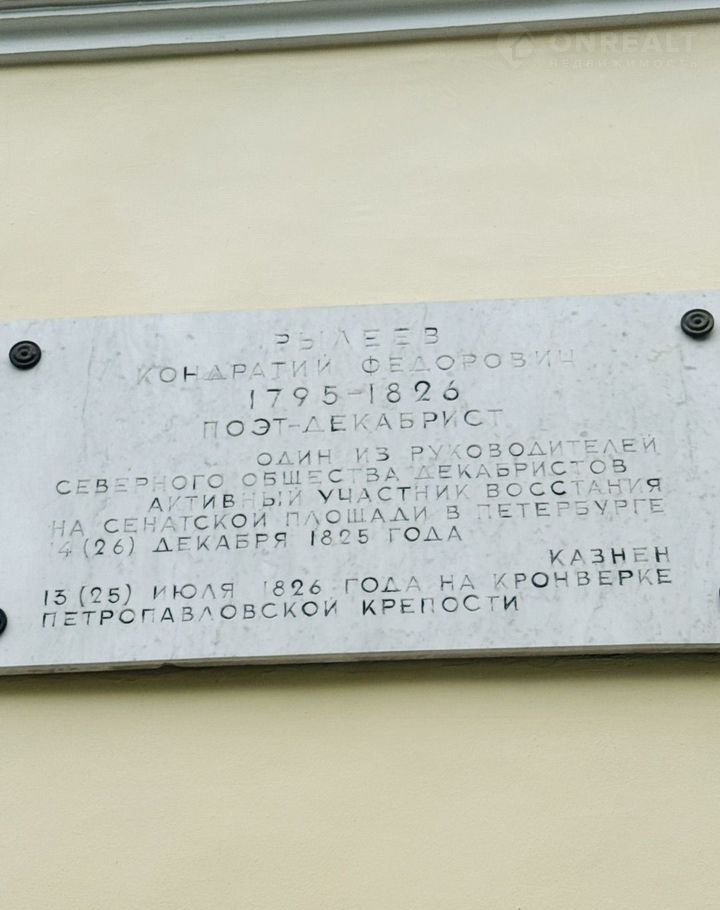 ONREALT
НЕДВИЖИМОСТЬ
РЫЛЕЕВ
КОНДРАТИЙ ФЕДОРОВИЧ
1795-1826
ПОЭТ-ДЕКАБРИСТ
ОДИН ИЗ РУКОВОДИТЕЛЕЙ
СЕВЕРНОГО ОБЩЕСТВА ДЕКАБРИСТОВ
АКТИВНЫЙ УЧАСТНИК ВОССТАНИЯ
НА СЕНАТСКОЙ ПЛОЩАДИ В ПЕТЕРБУРГЕ
14 (26) ДЕКАБРЯ 1825 ГОДА
КАЗНЕН
13 (25) ИЮЛЯ 1826 ГОДА НА КРОНВЕРКЕ
ПЕТРОПАВЛОВСКОЙ КРЕПОСТИ